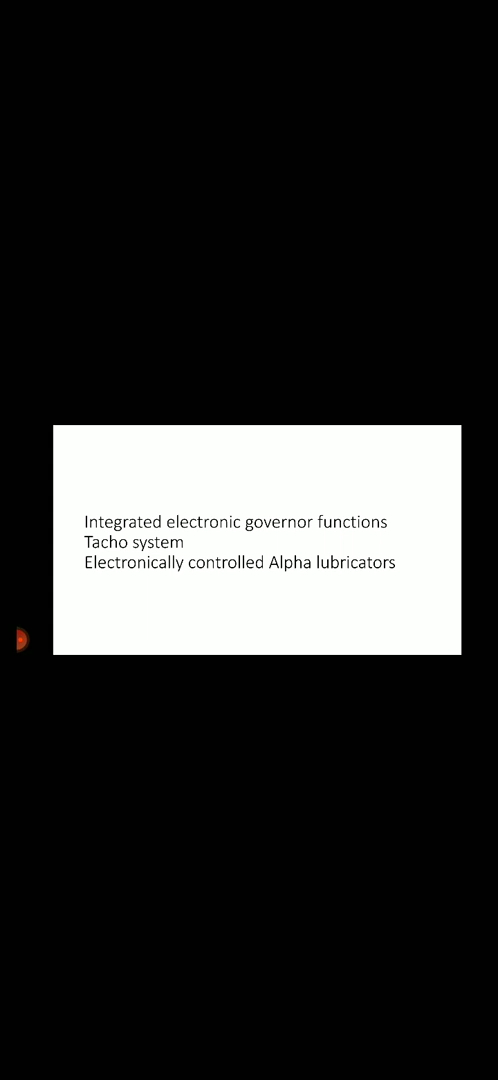 Integrated electronic governor functions
Tacho system
Electronically controlled Alpha lubricators